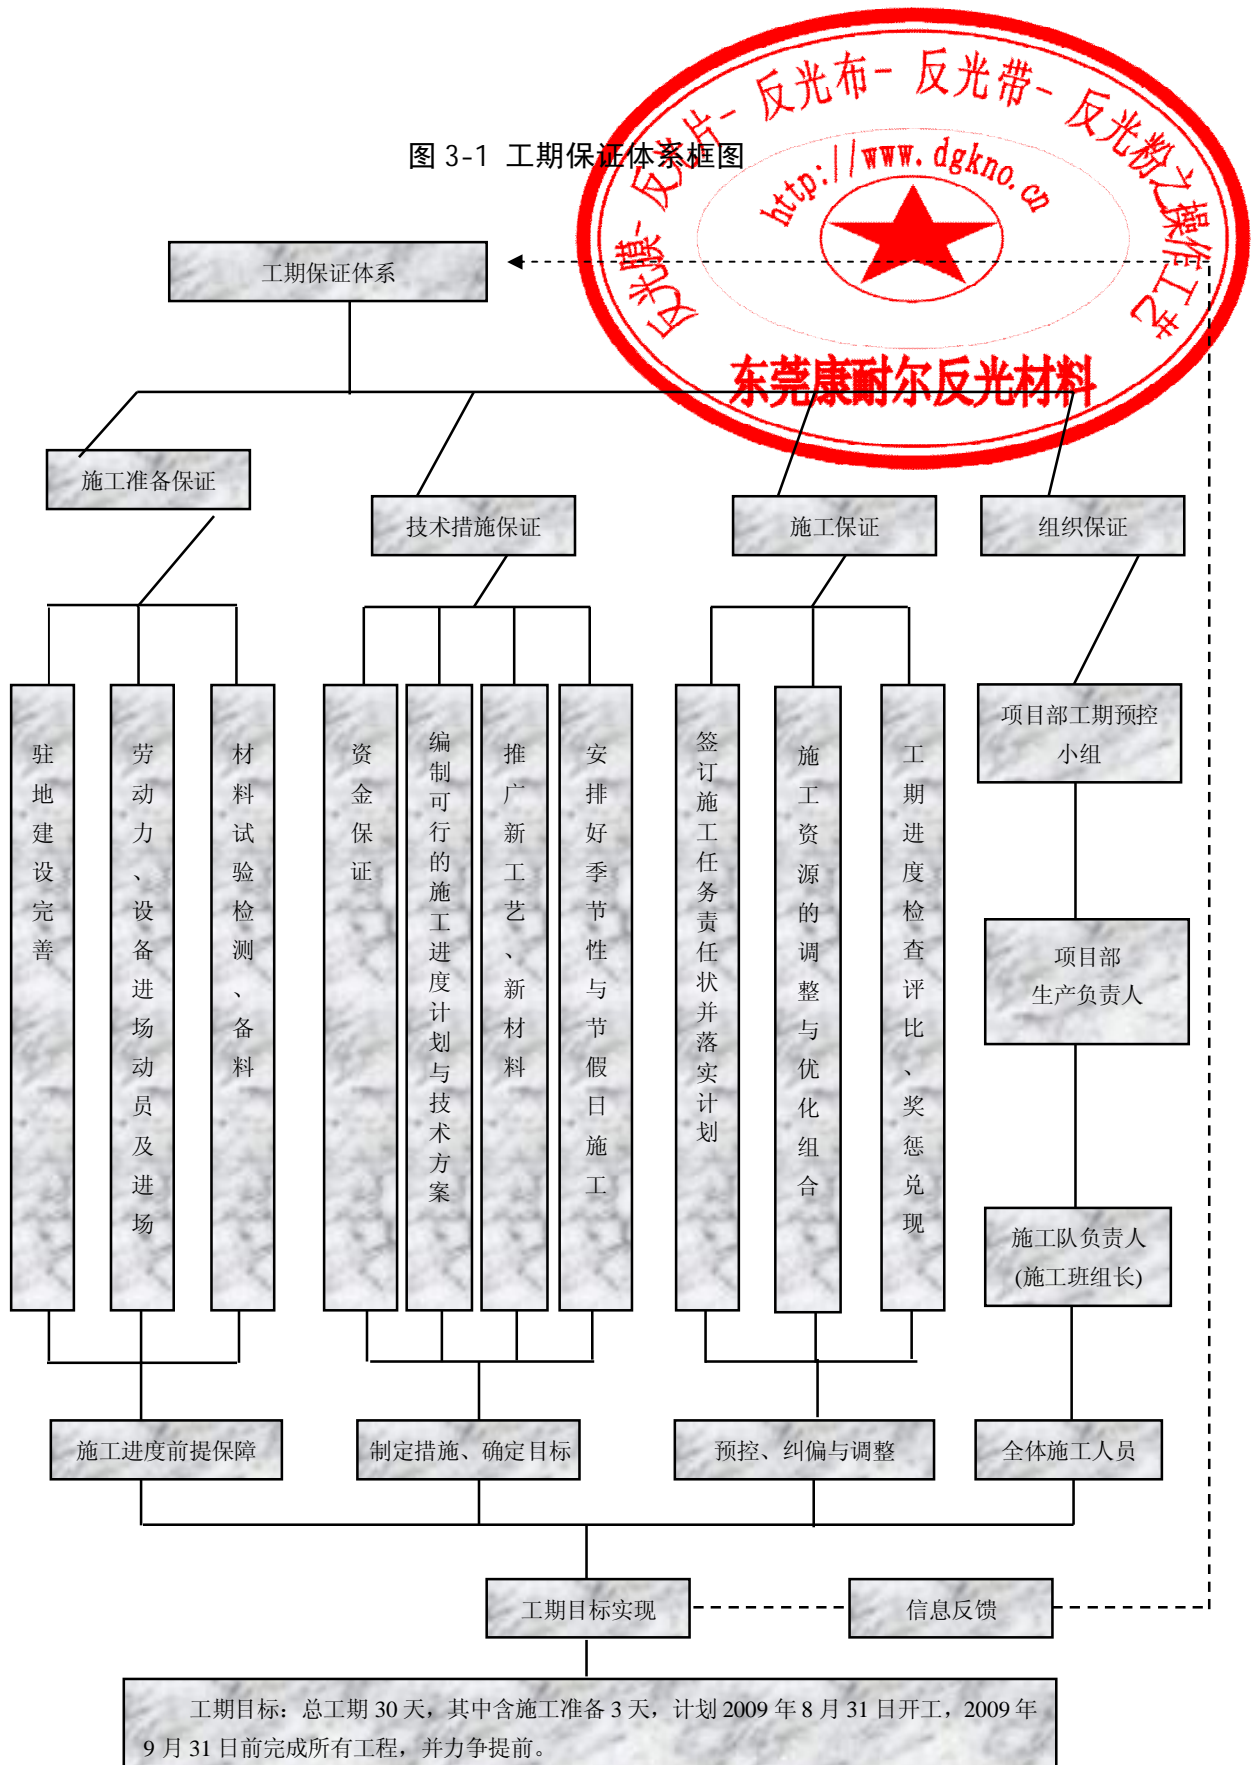 反光膜-反光片-反光布-反光带-反光粉之操作工艺
http://www.dgkno.cn
东莞康耐尔反光材料
图 3-1 工期保证体系框图
工期保证体系
施工准备保证
技术措施保证
施工保证
组织保证
驻地建设完善
劳动力、设备进场动员及进场
材料试验检测、备料
资金保证
编制可行的施工进度计划与技术方案
推广新工艺、新材料
安排好季节性与节假日施工
签订施工任务责任状并落实计划
施工资源的调整与优化组合
工期进度检查评比、奖惩兑现
项目部工期预控
小组
项目部
生产负责人
施工队负责人
(施工班组长)
施工进度前提保障
制定措施、确定目标
预控、纠偏与调整
全体施工人员
工期目标实现
信息反馈
工期目标：总工期 30 天，其中含施工准备 3 天，计划 2009 年 8 月 31 日开工，2009 年
9 月 31 日前完成所有工程，并力争提前。